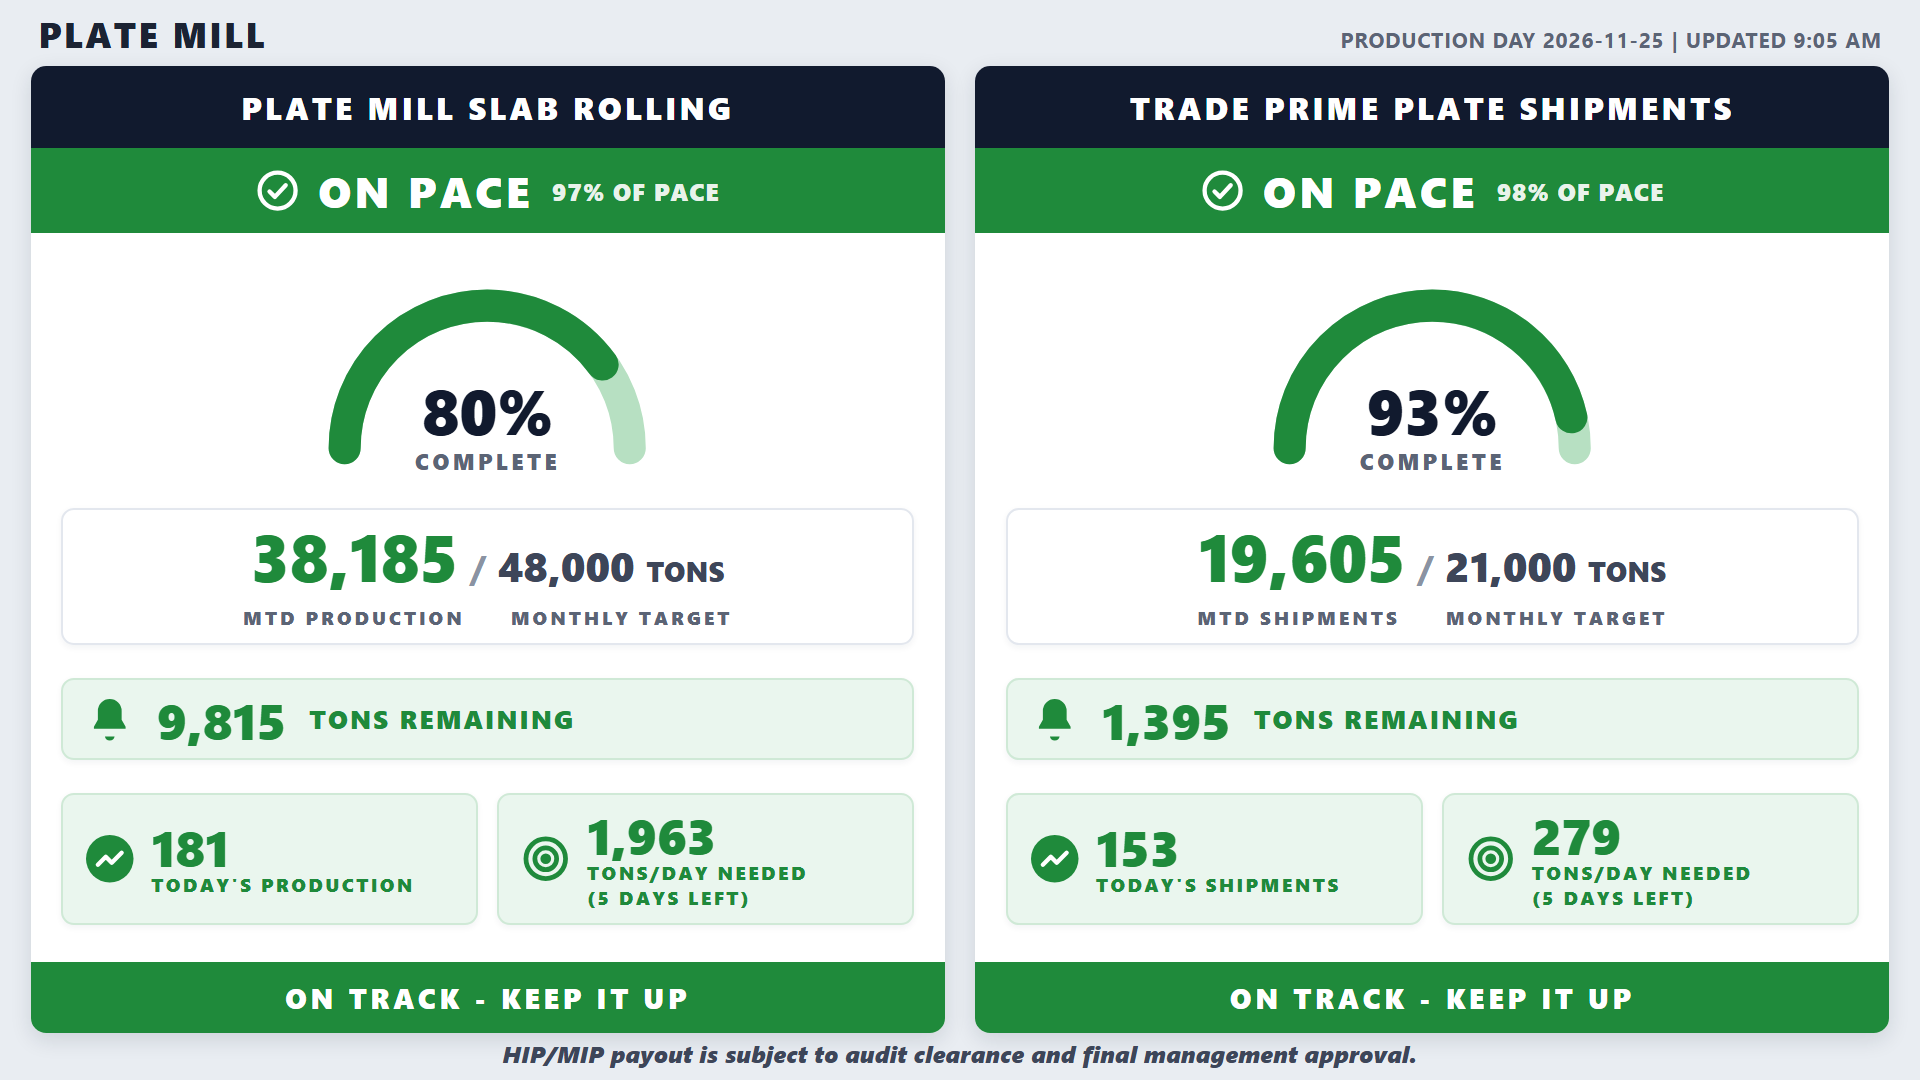 PLATE MILL
PRODUCTION DAY 2026-11-25 | UPDATED 9:05 AM
PLATE MILL SLAB ROLLING
ON PACE 97% OF PACE
80%
COMPLETE
38,185 / 48,000 TONS
MTD PRODUCTION MONTHLY TARGET
9,815 TONS REMAINING
181
TODAY'S PRODUCTION
1,963
TONS/DAY NEEDED
(5 DAYS LEFT)
ON TRACK - KEEP IT UP
TRADE PRIME PLATE SHIPMENTS
ON PACE 98% OF PACE
93%
COMPLETE
19,605 / 21,000 TONS
MTD SHIPMENTS MONTHLY TARGET
1,395 TONS REMAINING
153
TODAY'S SHIPMENTS
279
TONS/DAY NEEDED
(5 DAYS LEFT)
ON TRACK - KEEP IT UP
HIP/MIP payout is subject to audit clearance and final management approval.